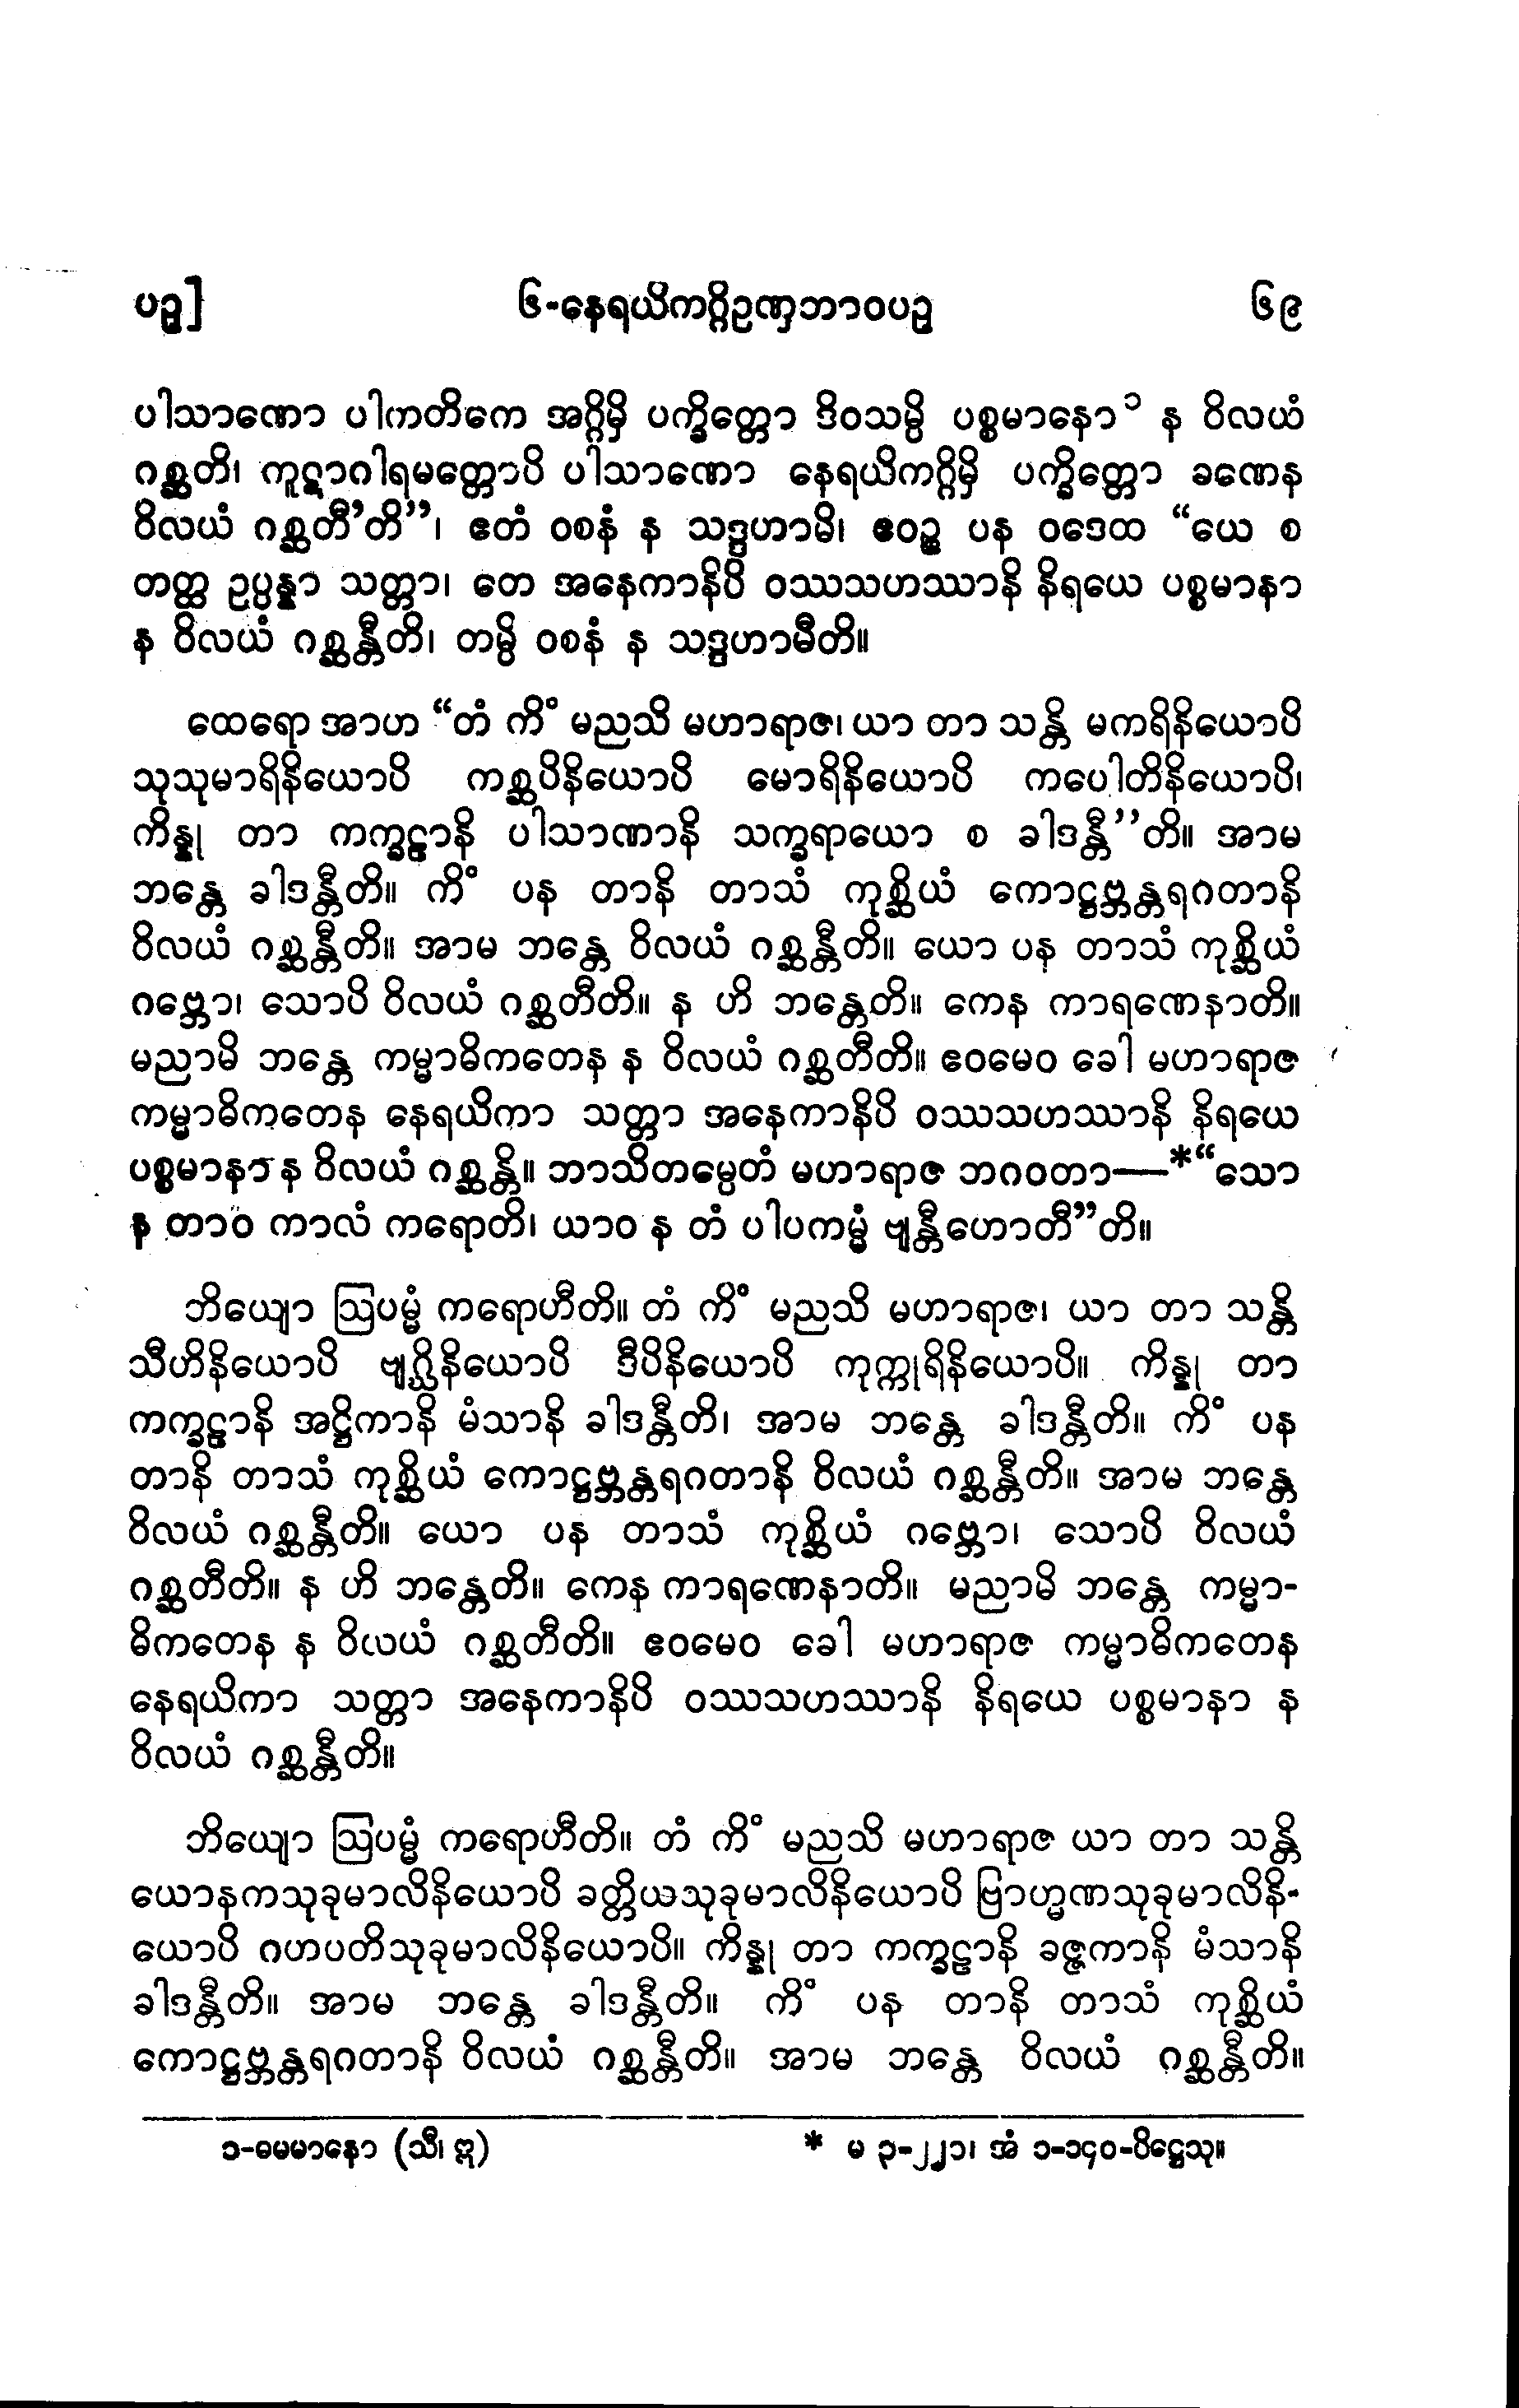 ပဥှ]
၆-နေရယိကဂ္ဂိဥဏှဘာဝပဥှ
၆၉
ပါသာဏော ပါကတိကေ အဂ္ဂိမှိ ပက္ခိတ္တော ဒိဝသမ္ပိ ပစ္စမာနော၁ န ဝိလယံ
ဂစ္ဆတိ၊ ကူဋာဂါရမတ္တောပိ ပါသာဏော နေရယိကဂ္ဂိမှိ ပက္ခိတ္တော ခဏေန
ဝိလယံ ဂစ္ဆတီ’တိ”၊ ဧတံ ဝစနံ န သဒ္ဒဟာမိ၊ ဧဝဉ္စ ပန ဝဒေထ “ယေ စ
တတ္ထ ဥပ္ပန္နာ သတ္တာ၊ တေ အနေကာနိပိ ဝဿသဟဿာနိ နိရယေ ပစ္စမာနာ
န ဝိလယံ ဂစ္ဆန္တီတိ၊ တမ္ပိ ဝစနံ န သဒ္ဒဟာမီတိ။
ထေရော အာဟ “တံ ကိံ မညသိ မဟာရာဇ၊ ယာ တာ သန္တိ မကရိနိယောပိ
သုသုမာရိနိယောပိ ကစ္ဆပိနိယောပိ မောရိနိယောပိ ကပေါတိနိယောပိ၊
ကိန္နု တာ ကက္ခဠာနိ ပါသာဏာနိ သက္ခရာယော စ ခါဒန္တီ”တိ။ အာမ
ဘန္တေ ခါဒန္တီတိ။ ကိံ ပန တာနိ တာသံ ကုစ္ဆိယံ ကောဋ္ဌဗ္ဘန္တရဂတာနိ
ဝိလယံ ဂစ္ဆန္တီတိ။ အာမ ဘန္တေ ဝိလယံ ဂစ္ဆန္တီတိ။ ယော ပန တာသံ ကုစ္ဆိယံ
ဂဗ္ဘော၊ သောပိ ဝိလယံ ဂစ္ဆတီတိ။ န ဟိ ဘန္တေတိ။ ကေန ကာရဏေနာတိ။
မညာမိ ဘန္တေ ကမ္မာဓိကတေန န ဝိလယံ ဂစ္ဆတီတိ။ ဧဝမေဝ ခေါ မဟာရာဇ
ကမ္မာဓိကတေန နေရယိကာ သတ္တာ အနေကာနိပိ ဝဿသဟဿာနိ နိရယေ
ပစ္စမာနာ န ဝိလယံ ဂစ္ဆန္တိ။ ဘာသိတမ္ပေတံ မဟာရာဇ ဘဂဝတာ—*“သော
န တာဝ ကာလံ ကရောတိ၊ ယာဝ န တံ ပါပကမ္မံ ဗျန္တီဟောတီ”တိ။
ဘိယျော ဩပမ္မံ ကရောဟီတိ။ တံ ကိံ မညသိ မဟာရာဇ၊ ယာ တာ သန္တိ
သီဟိနိယောပိ ဗျဂ္ဃိနိယောပိ ဒီပိနိယောပိ ကုက္ကုရိနိယောပိ။ ကိန္နု တာ
ကက္ခဠာနိ အဋ္ဌိကာနိ မံသာနိ ခါဒန္တီတိ၊ အာမ ဘန္တေ ခါဒန္တီတိ။ ကိံ ပန
တာနိ တာသံ ကုစ္ဆိယံ ကောဋ္ဌဗ္ဘန္တရဂတာနိ ဝိလယံ ဂစ္ဆန္တီတိ။ အာမ ဘန္တေ
ဝိလယံ ဂစ္ဆန္တီတိ။ ယော ပန တာသံ ကုစ္ဆိယံ ဂဗ္ဘော၊ သောပိ ဝိလယံ
ဂစ္ဆတီတိ။ န ဟိ ဘန္တေတိ။ ကေန ကာရဏေနာတိ။ မညာမိ ဘန္တေ ကမ္မာ-
ဓိကတေန န ဝိလယံ ဂစ္ဆတီတိ။ ဧဝမေဝ ခေါ မဟာရာဇ ကမ္မာဓိကတေန
နေရယိကာ သတ္တာ အနေကာနိပိ ဝဿသဟဿာနိ နိရယေ ပစ္စမာနာ န
ဝိလယံ ဂစ္ဆန္တီတိ။
ဘိယျော ဩပမ္မံ ကရောဟီတိ။ တံ ကိံ မညသိ မဟာရာဇ ယာ တာ သန္တိ
ယောနကသုခုမာလိနိယောပိ ခတ္တိယသုခုမာလိနိယောပိ ဗြာဟ္မဏသုခုမာလိနိ-
ယောပိ ဂဟပတိသုခုမာလိနိယောပိ။ ကိန္နု တာ ကက္ခဠာနိ ခဇ္ဇကာနိ မံသာနိ
ခါဒန္တီတိ။ အာမ ဘန္တေ ခါဒန္တီတိ။ ကိံ ပန တာနိ တာသံ ကုစ္ဆိယံ
ကောဋ္ဌဗ္ဘန္တရဂတာနိ ဝိလယံ ဂစ္ဆန္တီတိ။ အာမ ဘန္တေ ဝိလယံ ဂစ္ဆန္တီတိ။
၁-ဓမမာနော (သီ၊ ဣ)
* မ ၃-၂၂၁၊ အံ ၁-၁၄၀-ပိဋ္ဌေသု။